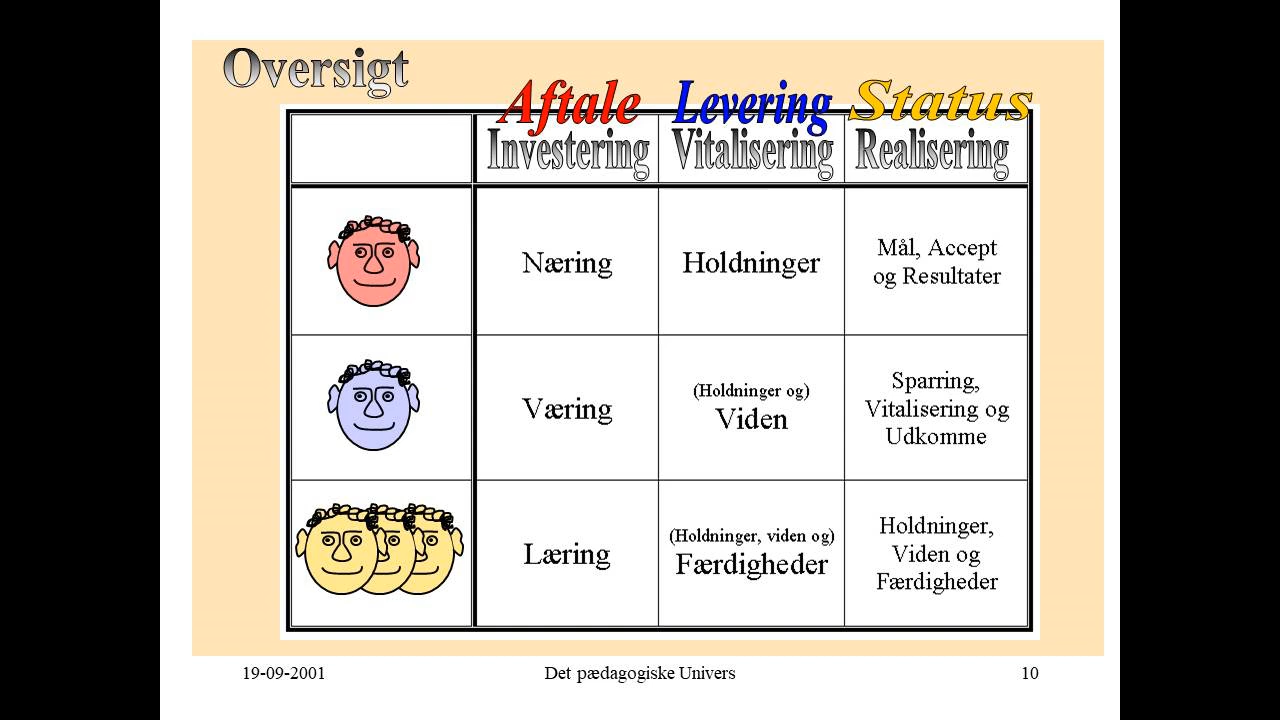 Oversigt
Aftale Levering Status
Investering Vitalisering Realisering
Næring
Holdninger
Mål, Accept
og Resultater
Væring
(Holdninger og)
Viden
Sparring,
Vitalisering og
Udkomme
Læring
(Holdninger, viden og)
Færdigheder
Holdninger,
Viden og
Færdigheder
19-09-2001
Det pædagogiske Univers
10